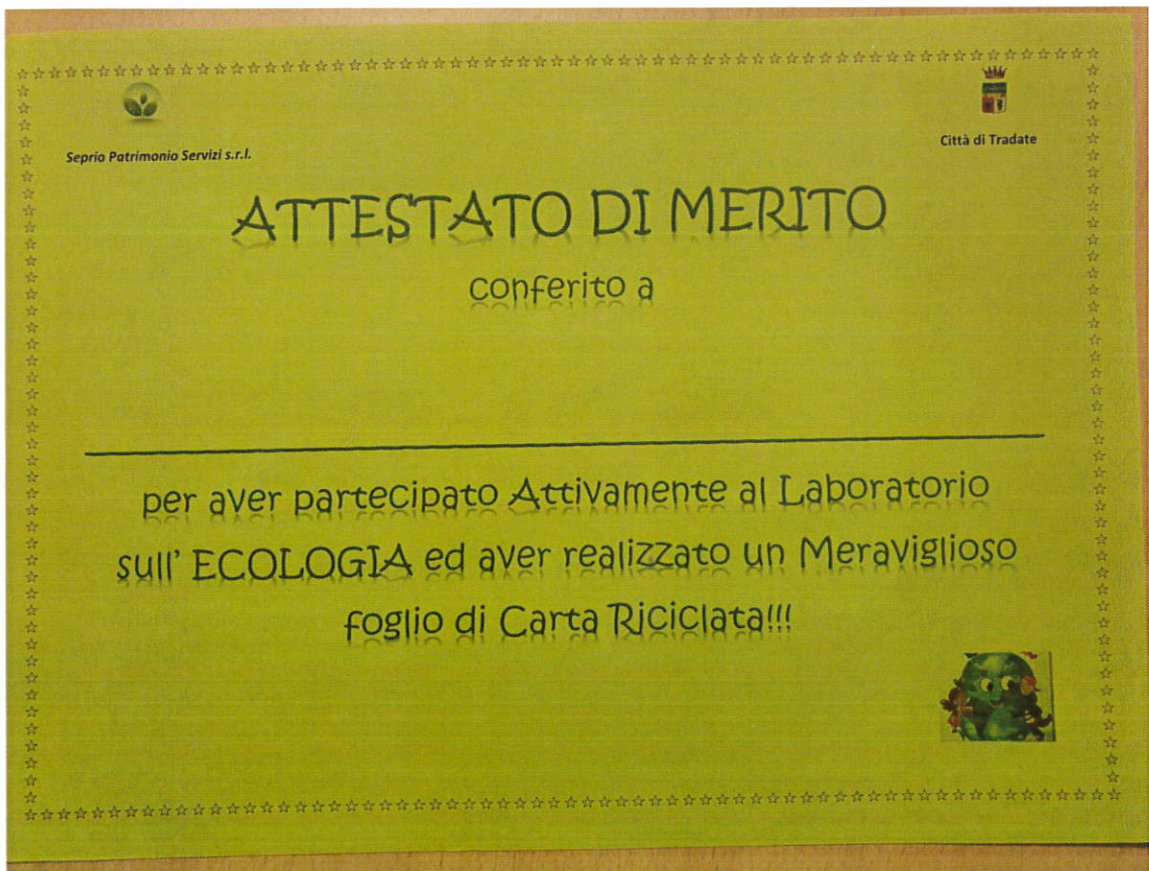 Seprio Patrimonio Servizi s.r.l.
Città di Tradate
ATTESTATO DI MERITO
conferito a
per aver partecipato Attivamente al Laboratorio
sull' ECOLOGIA ed aver realizzato un Meraviglioso
foglio di Carta Riciclata!!!